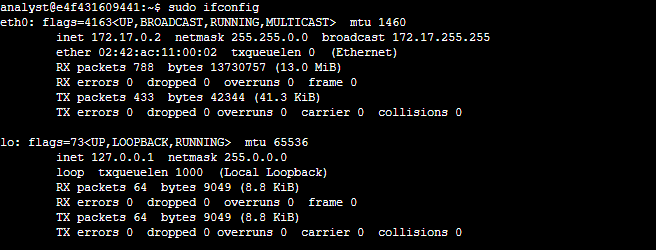 analyst@e4f431609441:~$ sudo ifconfig
eth0: flags=4163<UP,BROADCAST,RUNNING,MULTICAST>  mtu 1460
        inet 172.17.0.2  netmask 255.255.0.0  broadcast 172.17.255.255
        ether 02:42:ac:11:00:02  txqueuelen 0  (Ethernet)
        RX packets 788  bytes 13730757 (13.0 MiB)
        RX errors 0  dropped 0  overruns 0  frame 0
        TX packets 433  bytes 42344 (41.3 KiB)
        TX errors 0  dropped 0 overruns 0  carrier 0  collisions 0

lo: flags=73<UP,LOOPBACK,RUNNING>  mtu 65536
        inet 127.0.0.1  netmask 255.0.0.0
        loop  txqueuelen 1000  (Local Loopback)
        RX packets 64  bytes 9049 (8.8 KiB)
        RX errors 0  dropped 0  overruns 0  frame 0
        TX packets 64  bytes 9049 (8.8 KiB)
        TX errors 0  dropped 0 overruns 0  carrier 0  collisions 0